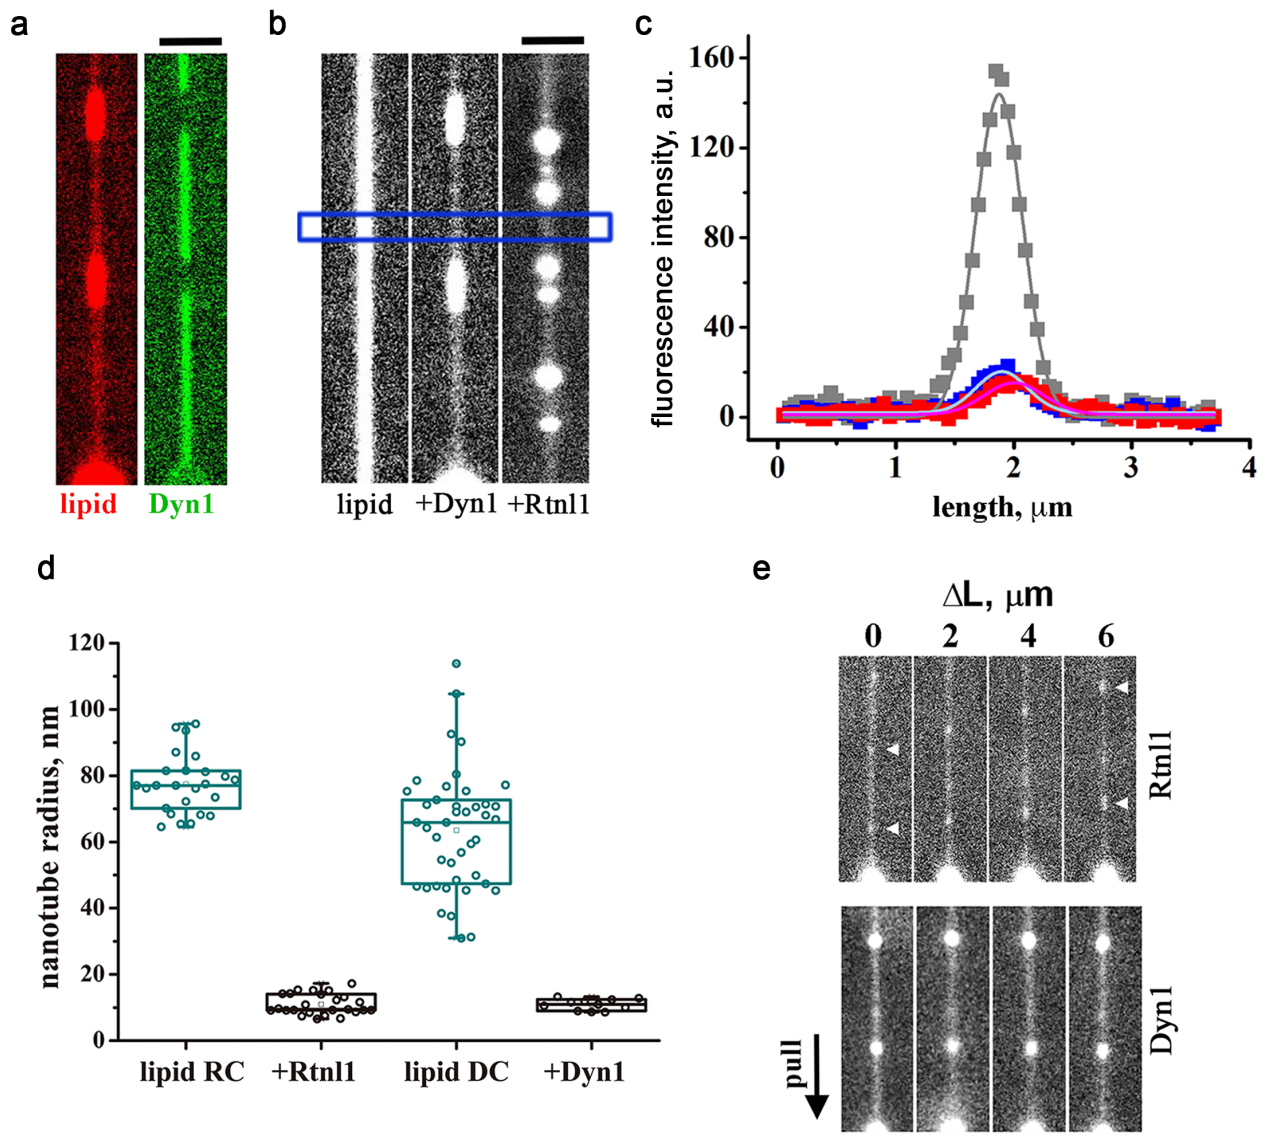 a
b
c
lipid
Dyn1
lipid
+Dyn1
+Rtnl1
fluorescence intensity, a.u.
160
120
80
40
0
0
1
2
3
4
length, μm
d
nanotube radius, nm
120
100
80
60
40
20
0
lipid RC
+Rtnl1
lipid DC
+Dyn1
e
ΔL, μm
0
2
4
6
Rtnl1
Dyn1
pull